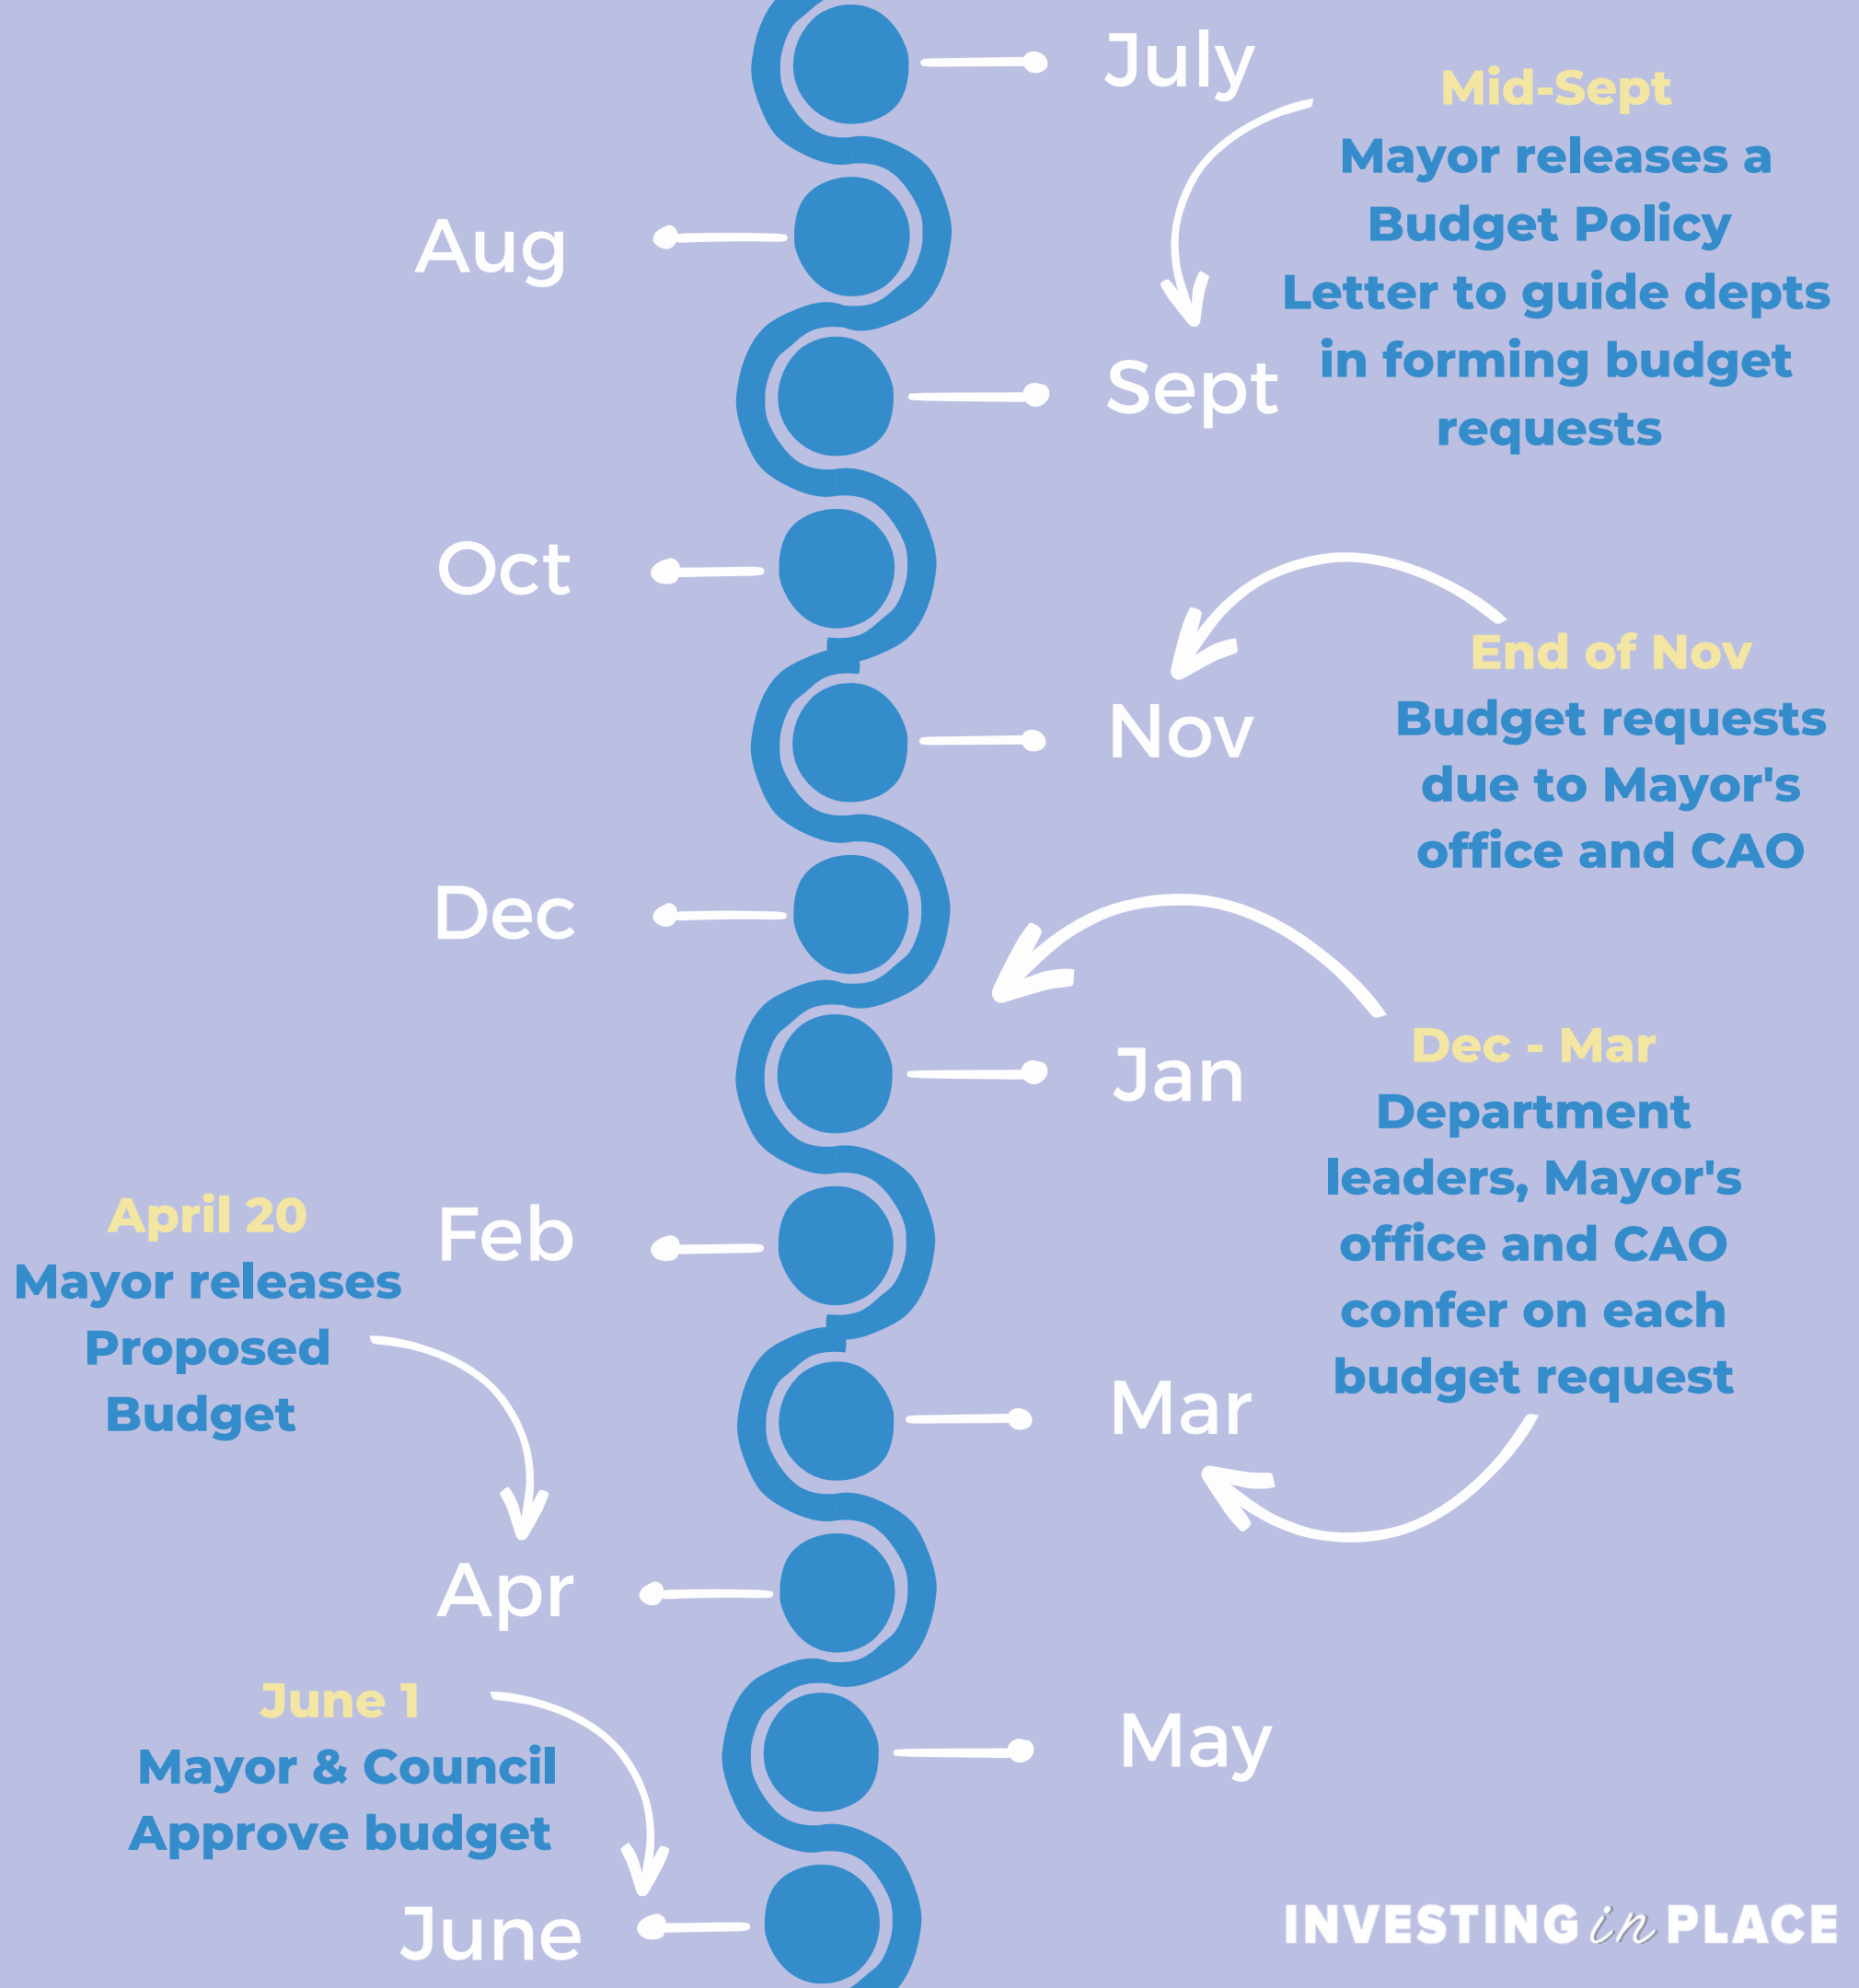 July
Mid-Sept
Mayor releases a
Budget Policy
Letter to guide depts
in forming budget
requests
Aug
Sept
Oct
End of Nov
Budget requests
due to Mayor's
office and CAO
Nov
Dec
Dec - Mar
Department
leaders, Mayor's
office and CAO
confer on each
budget request
Jan
April 20
Mayor releases
Proposed
Budget
Feb
Mar
Apr
June 1
Mayor & Council
Approve budget
May
June
INVESTING in PLACE